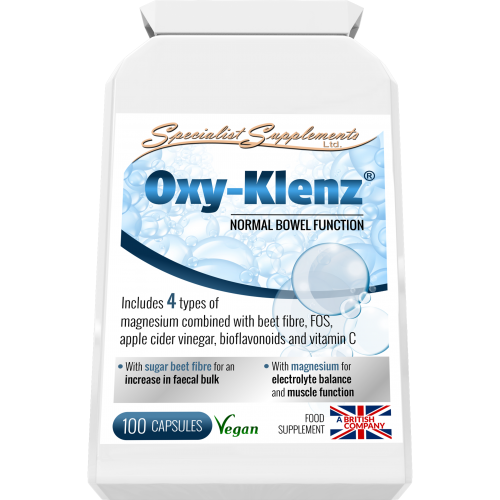 Specialist Supplements
Ltd.
Oxy-Klenz®
NORMAL BOWEL FUNCTION
Includes 4 types of
magnesium combined with beet fibre, FOS,
apple cider vinegar, bioflavonoids and vitamin C
• With sugar beet fibre for an
increase in faecal bulk
• With magnesium for
electrolyte balance
and muscle function
100 CAPSULES
Vegan
FOOD
SUPPLEMENT
A BRITISH
COMPANY